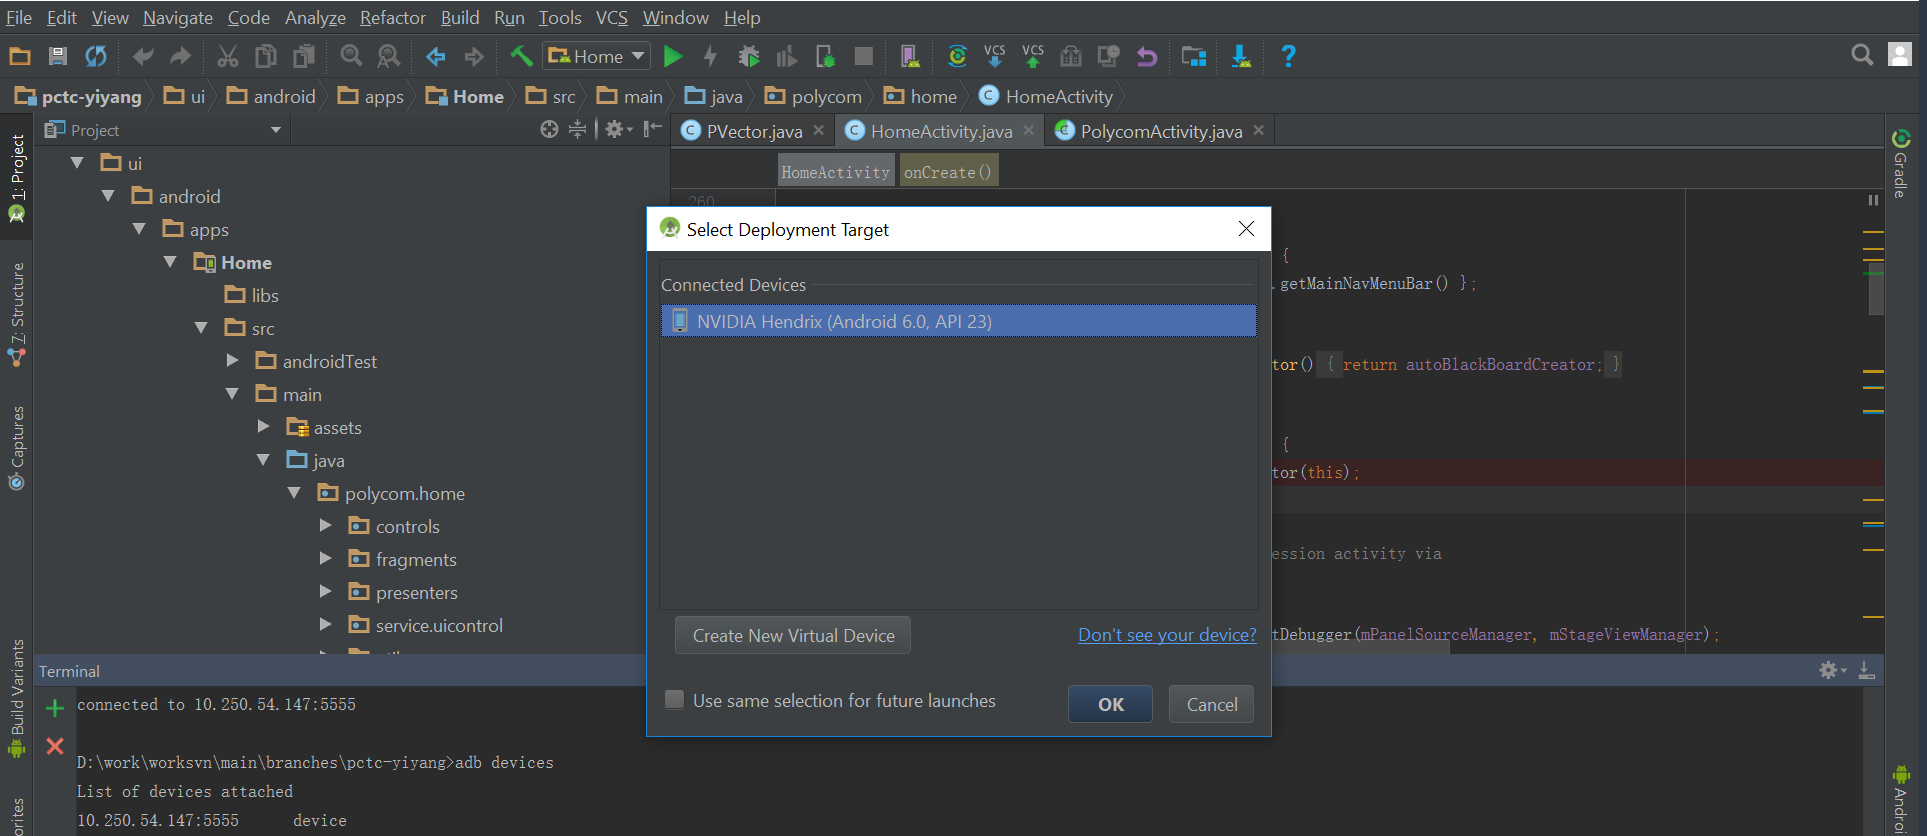 File Edit View Navigate Code Analyze Refactor Build Run Tools VCS Window Help
Home VCS VCS ?
pctc-yiyang ui android apps Home src main java polycom home HomeActivity
Project
PVector.java HomeActivity.java PolycomActivity.java
HomeActivity onCreate()
260
1: Project
7: Structure
Captures
Build Variants
ui
android
apps
Home
libs
src
androidTest
main
assets
java
polycom.home
controls
fragments
presenters
service.uicontrol
Select Deployment Target
Connected Devices
NVIDIA Hendrix (Android 6.0, API 23)
Create New Virtual Device
Don't see your device?
Use same selection for future launches
OK
Cancel
{
.getMainNavMenuBar() };
tor() { return autoBlackBoardCreator; }
{
tor(this);
ession activity via
tDebugger(mPanelSourceManager, mStageViewManager);
Gradle
Androi
Terminal
connected to 10.250.54.147:5555
D:\work\worksvn\main\branches\pctc-yiyang>adb devices
List of devices attached
10.250.54.147:5555 device
orites